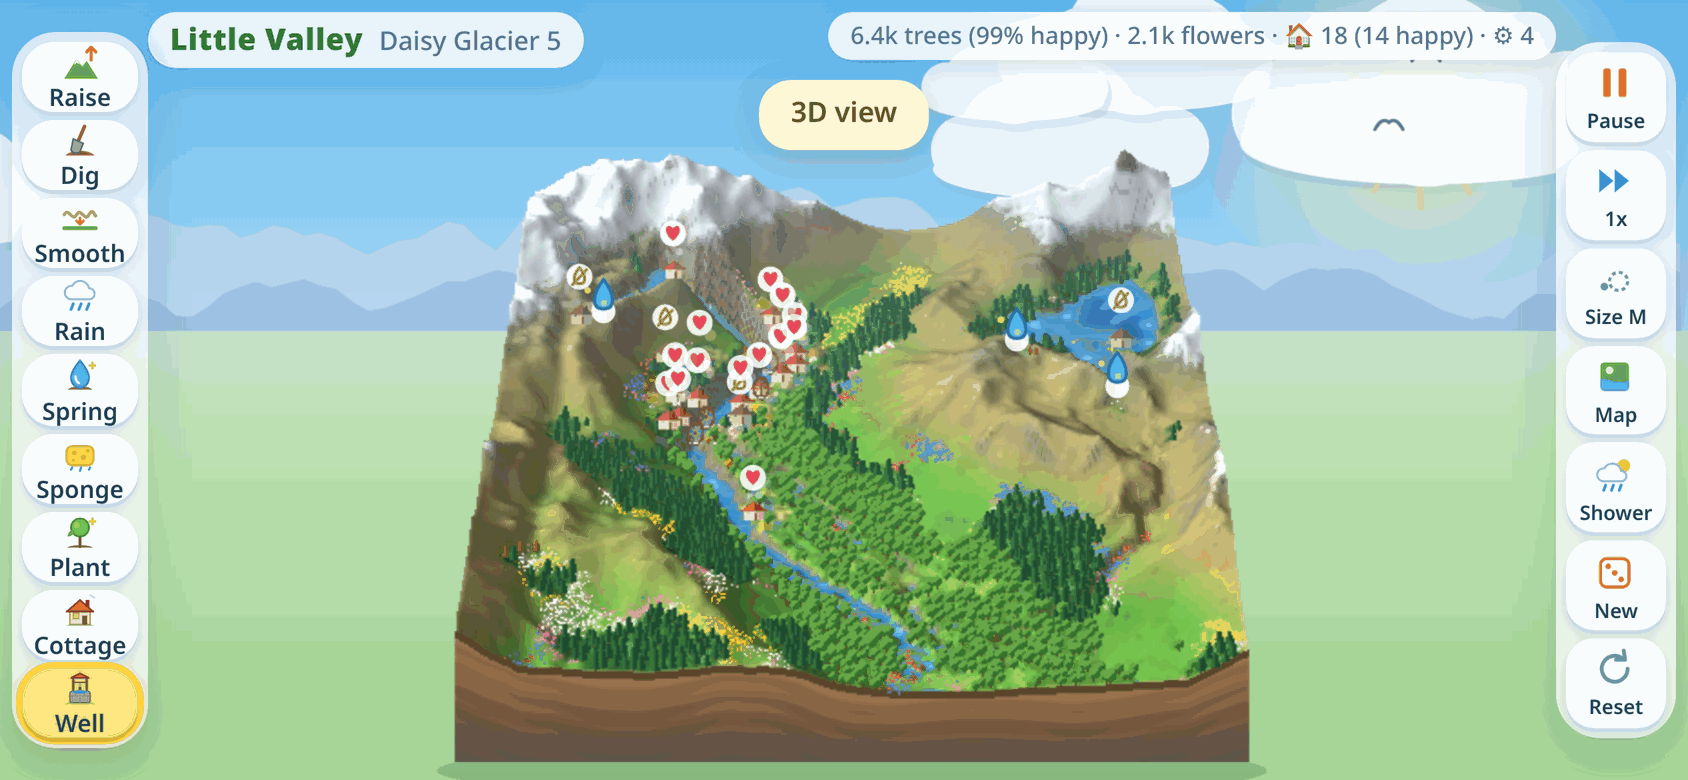 Little Valley Daisy Glacier 5
6.4k trees (99% happy) · 2.1k flowers · 🏠 18 (14 happy) · ⚙ 4
3D view
Raise
Dig
Smooth
Rain
Spring
Sponge
Plant
Cottage
Well
Pause
1x
Size M
Map
Shower
New
Reset